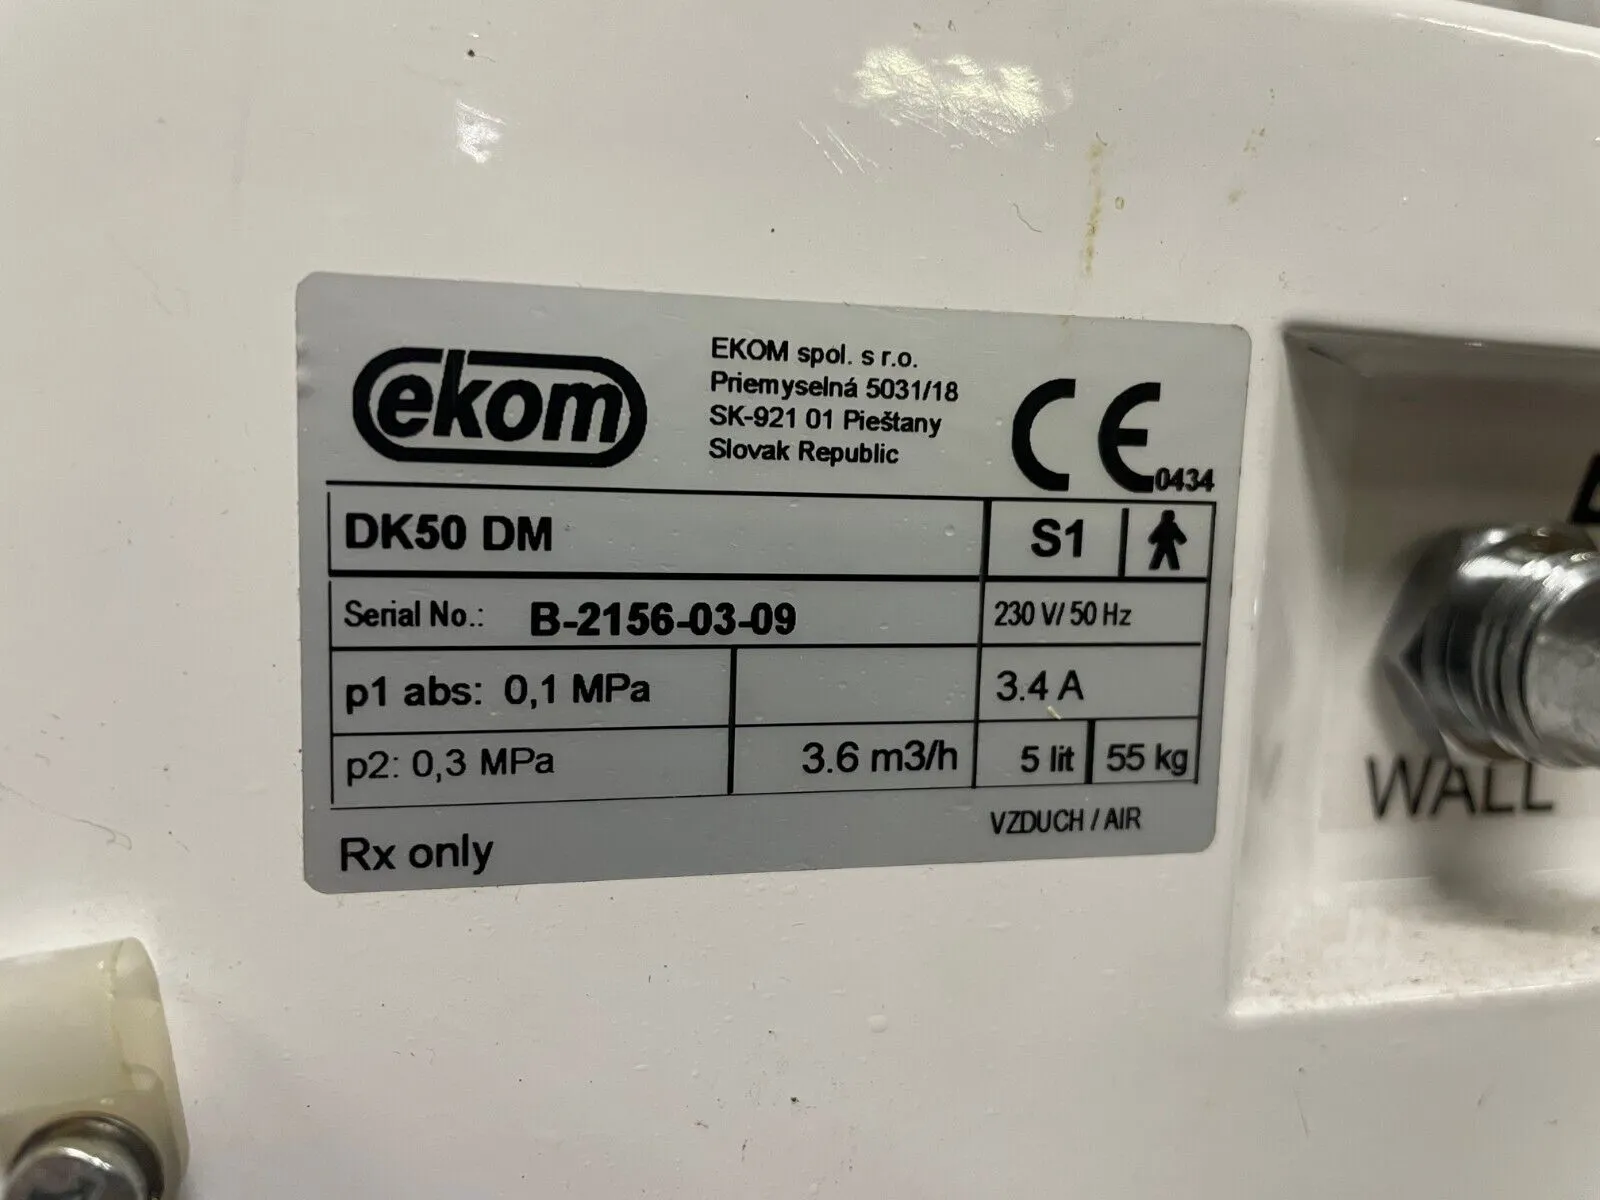 ekom
EKOM spol. s r.o.
Priemyselná 5031/18
SK-921 01 Piešťany
Slovak Republic
CE 0434
DK50 DM
S1
Serial No.: B-2156-03-09
230 V/ 50 Hz
p1 abs: 0,1 MPa
3.4 A
p2: 0,3 MPa
3.6 m3/h
5 lit
55 kg
VZDUCH / AIR
Rx only
WALL